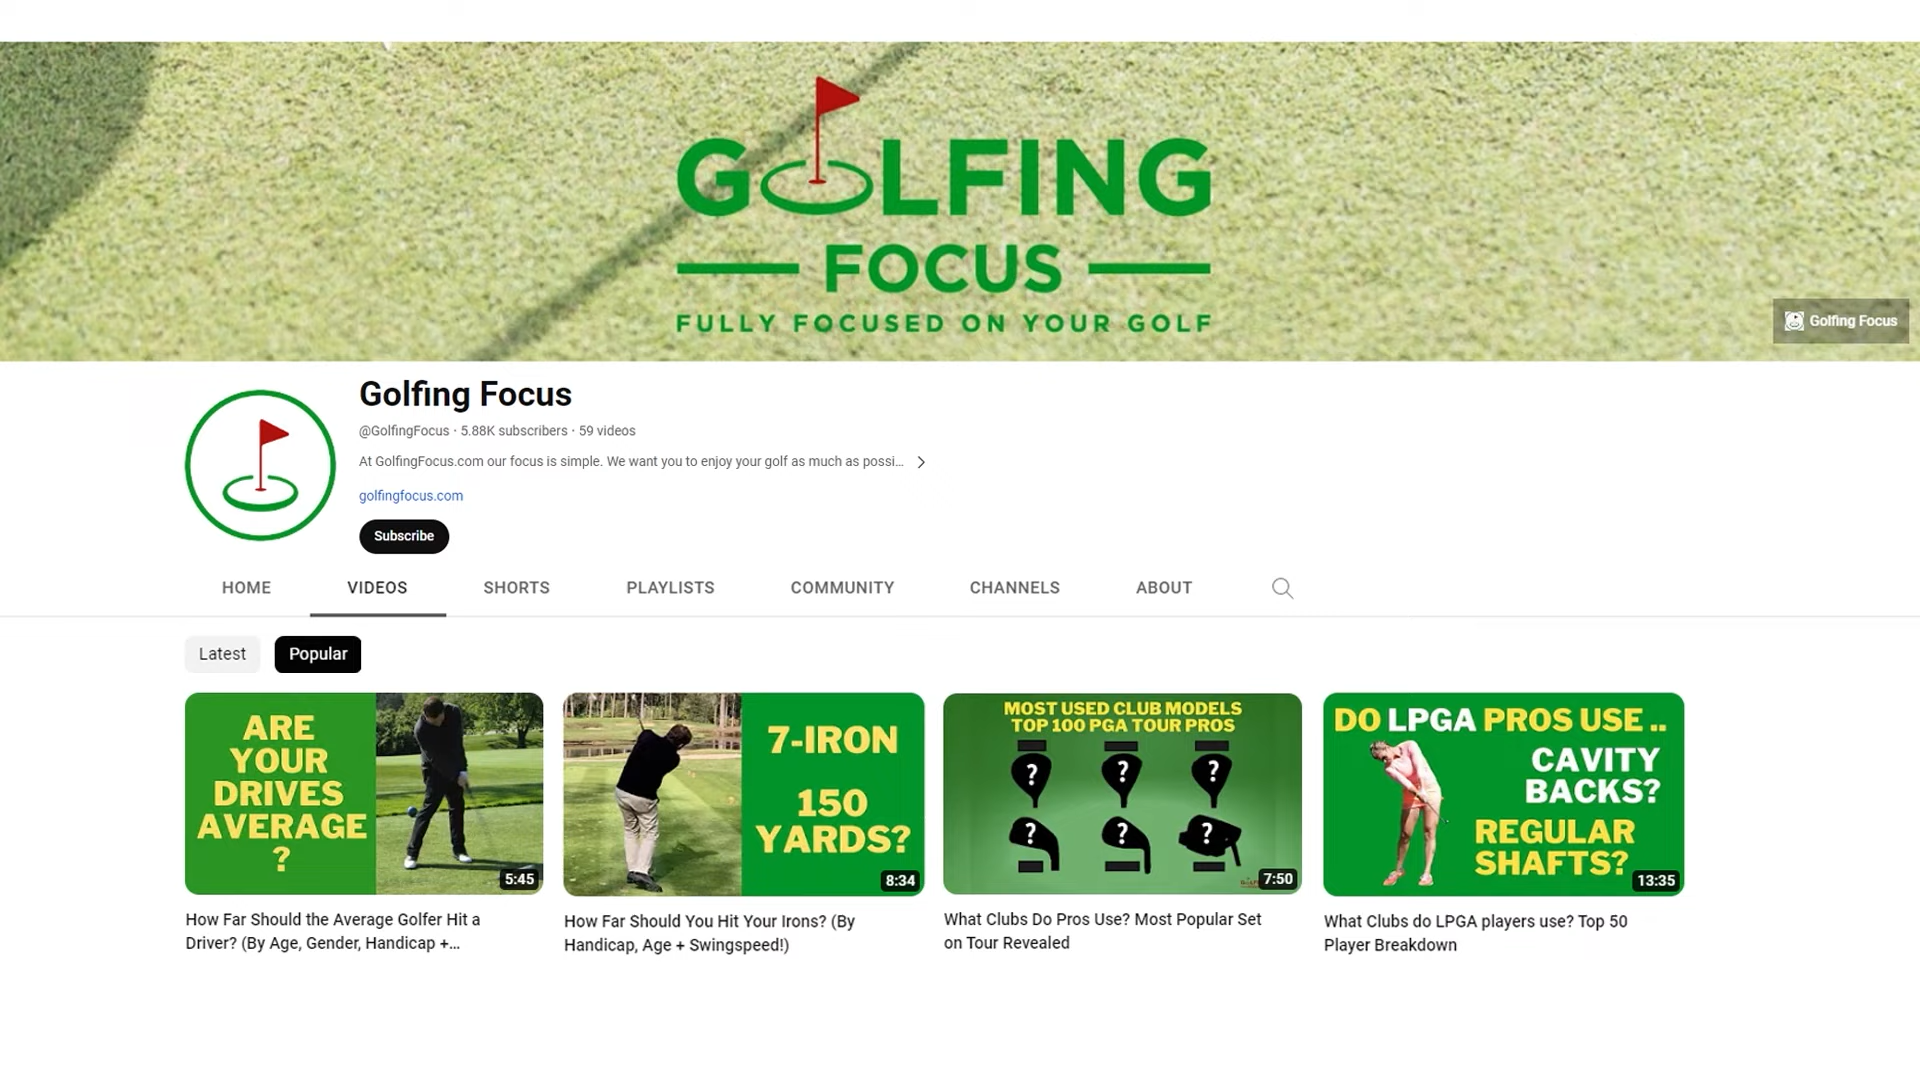 GOLFING
FOCUS
FULLY FOCUSED ON YOUR GOLF
Golfing Focus
Golfing Focus
@GolfingFocus · 5.88K subscribers · 59 videos
At GolfingFocus.com our focus is simple. We want you to enjoy your golf as much as possi...
golfingfocus.com
Subscribe
HOME VIDEOS SHORTS PLAYLISTS COMMUNITY CHANNELS ABOUT
Latest Popular
ARE
YOUR
DRIVES
AVERAGE
?
5:45
7-IRON
150
YARDS?
8:34
MOST USED CLUB MODELS
TOP 100 PGA TOUR PROS
? ? ?
? ? ?
7:50
DO LPGA PROS USE ..
CAVITY
BACKS?
REGULAR
SHAFTS?
13:35
How Far Should the Average Golfer Hit a
Driver? (By Age, Gender, Handicap +...
How Far Should You Hit Your Irons? (By
Handicap, Age + Swingspeed!)
What Clubs Do Pros Use? Most Popular Set
on Tour Revealed
What Clubs do LPGA players use? Top 50
Player Breakdown